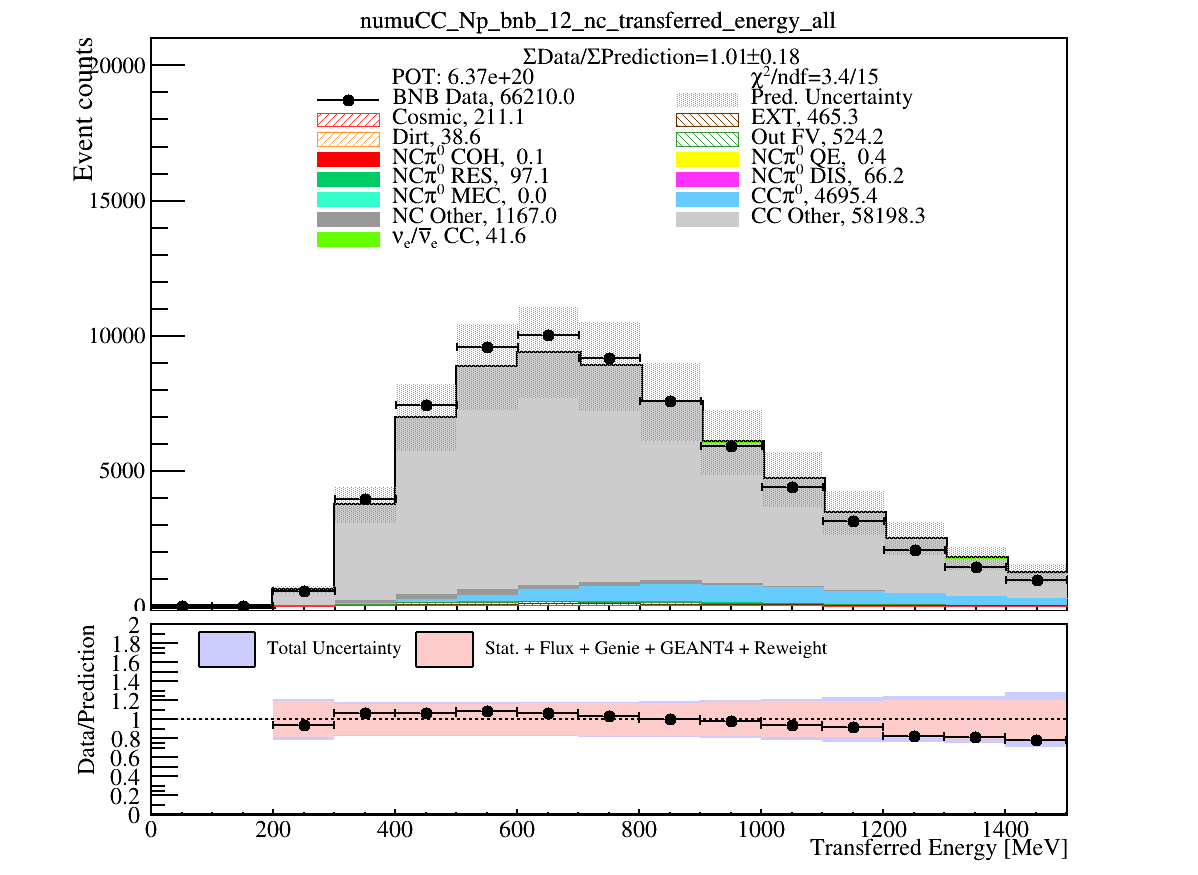 numuCC_Np_bnb_12_nc_transferred_energy_all
ΣData/ΣPrediction=1.01±0.18
POT: 6.37e+20
χ²/ndf=3.4/15
BNB Data, 66210.0
Pred. Uncertainty
Cosmic, 211.1
EXT, 465.3
Dirt, 38.6
Out FV, 524.2
NCπ⁰ COH, 0.1
NCπ⁰ QE, 0.4
NCπ⁰ RES, 97.1
NCπ⁰ DIS, 66.2
NCπ⁰ MEC, 0.0
CCπ⁰, 4695.4
NC Other, 1167.0
CC Other, 58198.3
νₑ/ν̅ₑ CC, 41.6
Event counts
20000
15000
10000
5000
0
Total Uncertainty
Stat. + Flux + Genie + GEANT4 + Reweight
Data/Prediction
2
1.8
1.6
1.4
1.2
1
0.8
0.6
0.4
0.2
0
0 200 400 600 800 1000 1200 1400
Transferred Energy [MeV]